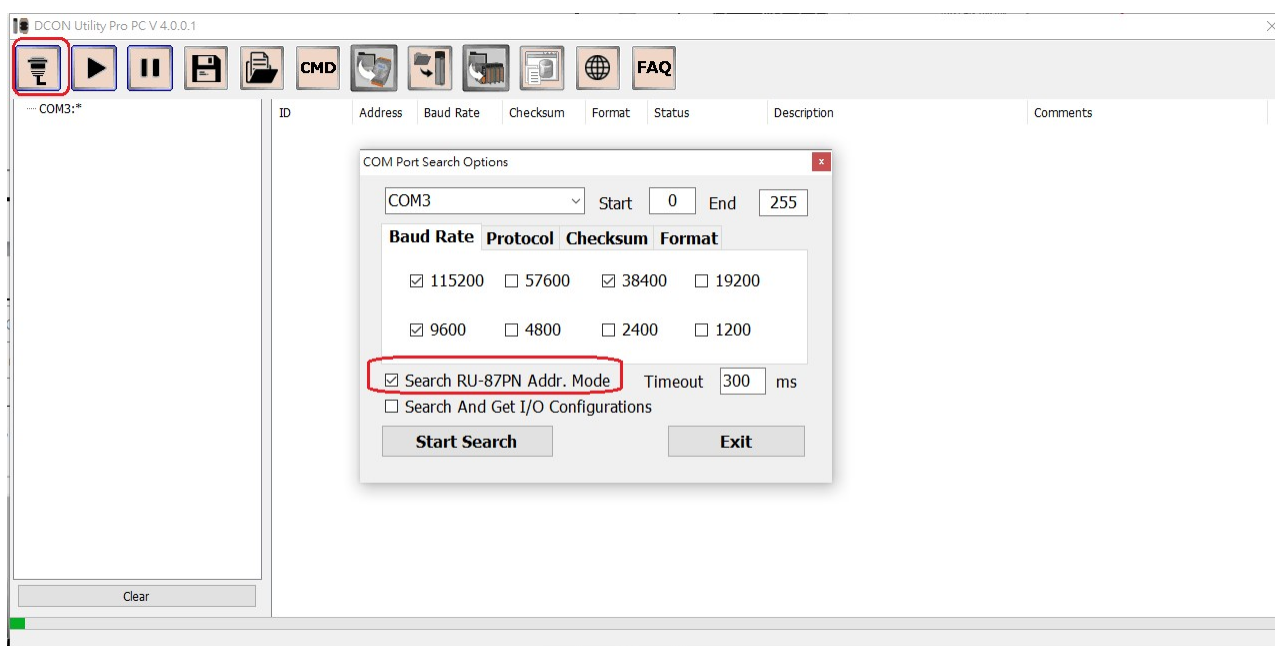 DCON Utility Pro PC V 4.0.0.1
CMD FAQ
COM3:*
ID Address Baud Rate Checksum Format Status Description Comments
COM Port Search Options
COM3 Start 0 End 255
Baud Rate Protocol Checksum Format
115200 57600 38400 19200
9600 4800 2400 1200
Search RU-87PN Addr. Mode Timeout 300 ms
Search And Get I/O Configurations
Start Search Exit
Clear